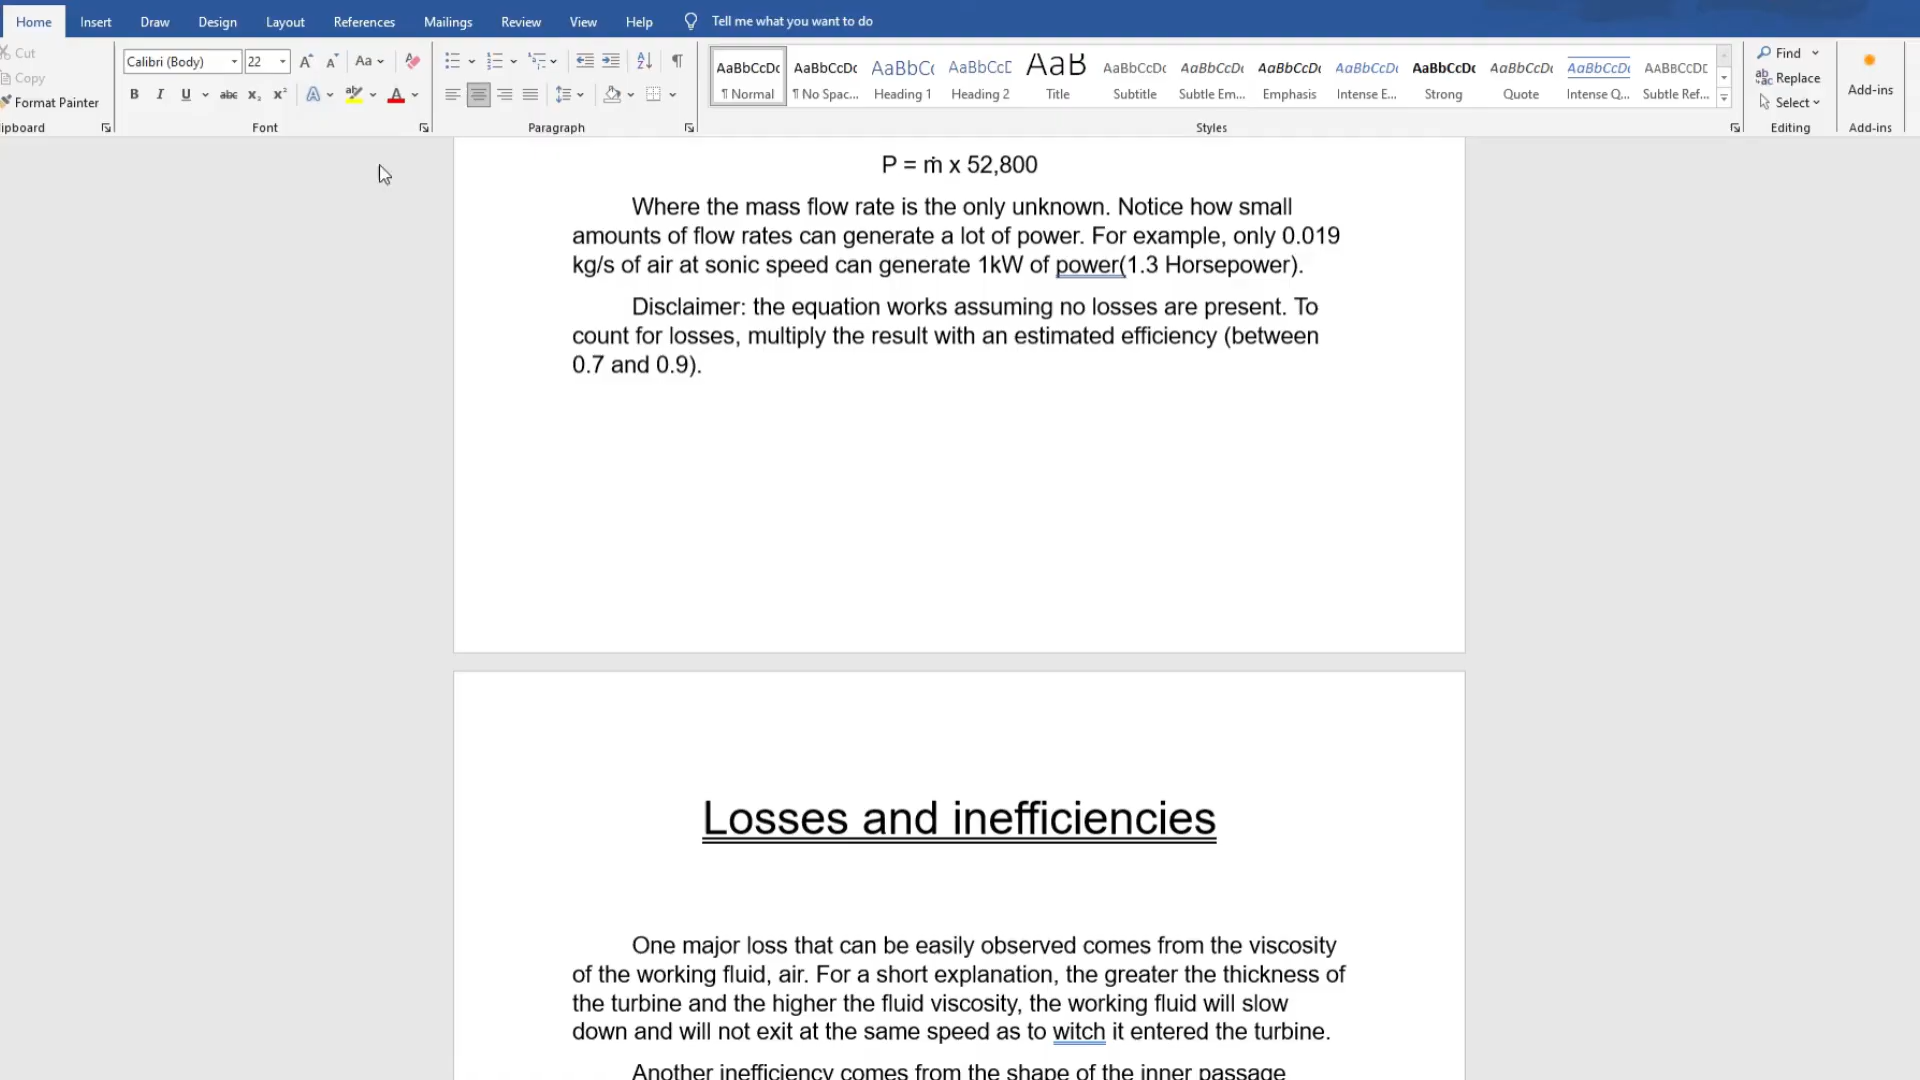 Home Insert Draw Design Layout References Mailings Review View Help Tell me what you want to do
Cut
Copy
Format Painter
lipboard
Calibri (Body) 22
Font
Paragraph
AaBbCcDc AaBbCcDc AaBbCc AaBbCcD AaB AaBbCcDc AaBbCcDc AaBbCcDc AaBbCcDc AaBbCcDc AaBbCcDc AaBbCcDc AaBbCcDc
¶ Normal ¶ No Spac... Heading 1 Heading 2 Title Subtitle Subtle Em... Emphasis Intense E... Strong Quote Intense Q... Subtle Ref...
Styles
Find
Replace
Select
Editing
Add-ins
Add-ins
P = ṁ x 52,800
Where the mass flow rate is the only unknown. Notice how small
amounts of flow rates can generate a lot of power. For example, only 0.019
kg/s of air at sonic speed can generate 1kW of power(1.3 Horsepower).
Disclaimer: the equation works assuming no losses are present. To
count for losses, multiply the result with an estimated efficiency (between
0.7 and 0.9).
Losses and inefficiencies
One major loss that can be easily observed comes from the viscosity
of the working fluid, air. For a short explanation, the greater the thickness of
the turbine and the higher the fluid viscosity, the working fluid will slow
down and will not exit at the same speed as to witch it entered the turbine.
Another inefficiency comes from the shape of the inner passage